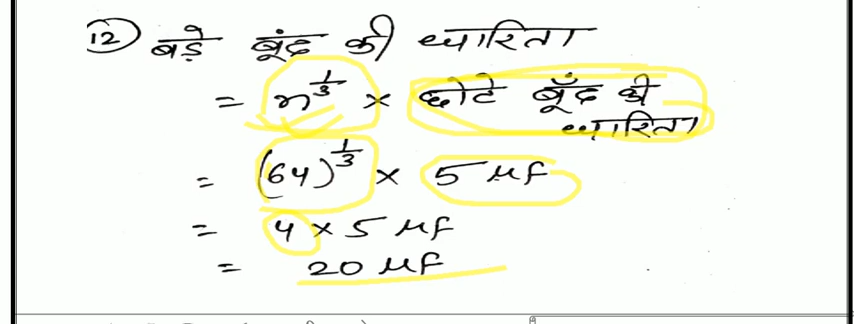 12 बड़े बूंद की धारिता
= n^{1/3} × छोटे बूँद की
धारिता
= (64)^{1/3} × 5 μF
= 4 × 5 μF
= 20 μF